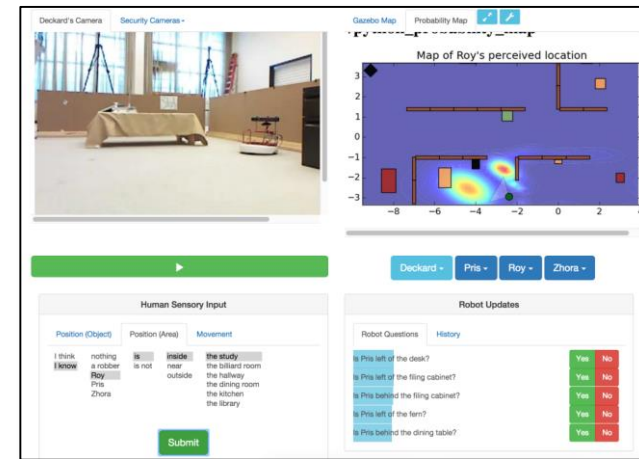 Deckard's Camera Security Cameras
Gazebo Map Probability Map
Map of Roy's perceived location
3
2
1
0
−1
−2
−3
−8 −6 −4 −2 0 2
Deckard Pris Roy Zhora
Human Sensory Input
Position (Object) Position (Area) Movement
I think nothing is inside the study
I know a robber is not near the billiard room
Roy outside the hallway
Pris the dining room
Zhora the kitchen
the library
Submit
Robot Updates
Robot Questions History
Is Pris left of the desk? Yes No
Is Pris left of the filing cabinet? Yes No
Is Pris behind the filing cabinet? Yes No
Is Pris left of the fern? Yes No
Is Pris behind the dining table? Yes No